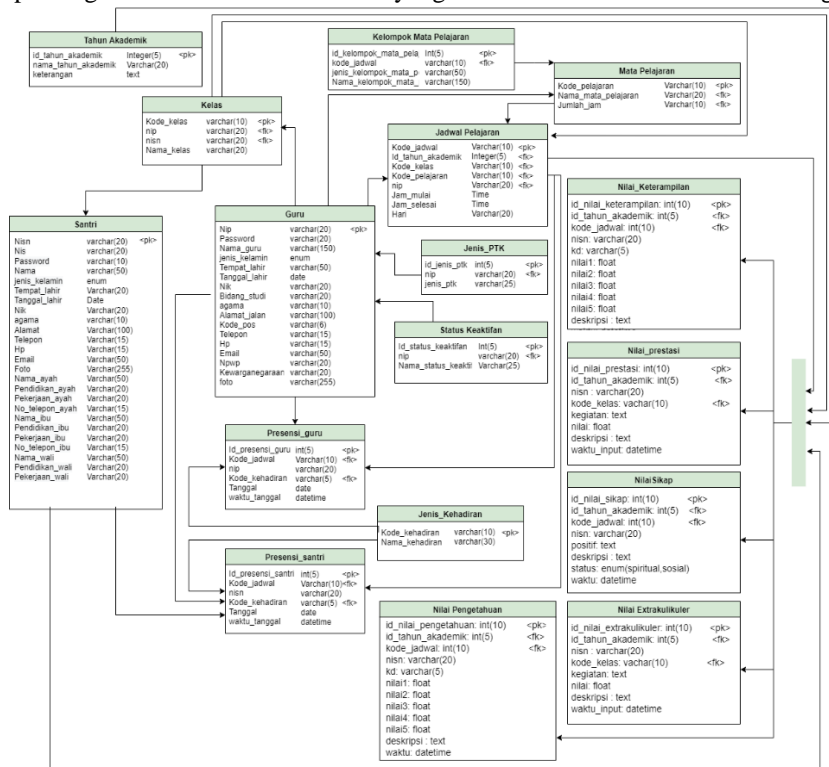 Tahun Akademik
id_tahun_akademik Integer(5) <pk>
nama_tahun_akademik Varchar(20)
keterangan text
Kelompok Mata Pelajaran
id_kelompok_mata_pela Int(5) <pk>
kode_jadwal varchar(10) <fk>
jenis_kelompok_mata_p varchar(50)
Nama_kelompok_mata_ varchar(150)
Mata Pelajaran
Kode_pelajaran Varchar(10) <pk>
Nama_mata_pelajaran Varchar(20) <fk>
Jumlah_jam Varchar(10) <fk>
Kelas
Kode_kelas varchar(10) <pk>
nip varchar(20) <fk>
nisn varchar(20) <fk>
Nama_kelas varchar(20)
Jadwal Pelajaran
Kode_jadwal Varchar(10) <pk>
Id_tahun_akademik Integer(5) <fk>
Kode_kelas Varchar(10) <fk>
Kode_pelajaran Varchar(10) <fk>
nip Varchar(20) <fk>
Jam_mulai Time
Jam_selesai Time
Hari Varchar(20)
Santri
Nisn varchar(20) <pk>
Nis varchar(20)
Password varchar(10)
Nama varchar(50)
jenis_kelamin enum
Tempat_lahir Varchar(20)
Tanggal_lahir Date
Nik Varchar(20)
agama varchar(10)
Alamat Varchar(100)
Telepon Varchar(15)
Hp Varchar(15)
Email Varchar(50)
Foto Varchar(255)
Nama_ayah Varchar(50)
Pendidikan_ayah Varchar(20)
Pekerjaan_ayah Varchar(20)
No_telepon_ayah Varchar(15)
Nama_ibu Varchar(50)
Pendidikan_ibu Varchar(20)
Pekerjaan_ibu Varchar(20)
No_telepon_ibu Varchar(15)
Nama_wali Varchar(50)
Pendidikan_wali Varchar(20)
Pekerjaan_wali Varchar(20)
Guru
Nip varchar(20) <pk>
Password varchar(20)
Nama_guru varchar(150)
jenis_kelamin enum
Tempat_lahir varchar(50)
Tanggal_lahir date
Nik varchar(20)
Bidang_studi varchar(20)
agama varchar(10)
Alamat_jalan varchar(100)
Kode_pos varchar(6)
Telepon varchar(15)
Hp varchar(15)
Email varchar(50)
Npwp varchar(20)
Kewarganegaraan varchar(20)
foto varchar(255)
Jenis_PTK
id_jenis_ptk int(5) <pk>
nip varchar(20) <fk>
jenis_ptk varchar(25)
Status Keaktifan
Id_status_keaktifan Int(5) <pk>
nip varchar(20) <fk>
Nama_status_keaktif Varchar(25)
Presensi_guru
Id_presensi_guru int(5) <pk>
Kode_jadwal Varchar(10) <fk>
nip varchar(20)
Kode_kehadiran varchar(5) <fk>
Tanggal date
waktu_tanggal datetime
Jenis_Kehadiran
Kode_kehadiran varchar(10) <pk>
Nama_kehadiran varchar(30)
Presensi_santri
Id_presensi_santri int(5) <pk>
Kode_jadwal Varchar(10) <fk>
nisn varchar(20)
Kode_kehadiran varchar(5) <fk>
Tanggal date
waktu_tanggal datetime
Nilai_Keterampilan
id_nilai_keterampilan: int(10) <pk>
id_tahun_akademik: int(5) <fk>
kode_jadwal: int(10) <fk>
nisn: varchar(20)
kd: varchar(5)
nilai1: float
nilai2: float
nilai3: float
nilai4: float
nilai5: float
deskripsi : text
Nilai_prestasi
id_nilai_prestasi: int(10) <pk>
id_tahun_akademik: int(5) <fk>
nisn : varchar(20)
kode_kelas: vachar(10) <fk>
kegiatan: text
nilai: float
deskripsi : text
waktu_input: datetime
NilaiSikap
id_nilai_sikap: int(10) <pk>
id_tahun_akademik: int(5) <fk>
kode_jadwal: int(10) <fk>
nisn: varchar(20)
positif: text
deskripsi : text
status: enum(spiritual,sosial)
waktu: datetime
Nilai Pengetahuan
id_nilai_pengetahuan: int(10) <pk>
id_tahun_akademik: int(5) <fk>
kode_jadwal: int(10) <fk>
nisn: varchar(20)
kd: varchar(5)
nilai1: float
nilai2: float
nilai3: float
nilai4: float
nilai5: float
deskripsi : text
waktu: datetime
Nilai Extrakulikuler
id_nilai_extrakulikuler: int(10) <pk>
id_tahun_akademik: int(5) <fk>
nisn : varchar(20)
kode_kelas: vachar(10) <fk>
kegiatan: text
nilai: float
deskripsi : text
waktu_input: datetime